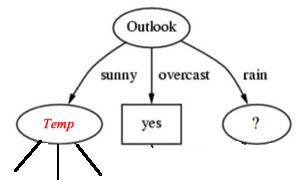 Outlook
sunny
overcast
rain
Temp
yes
?